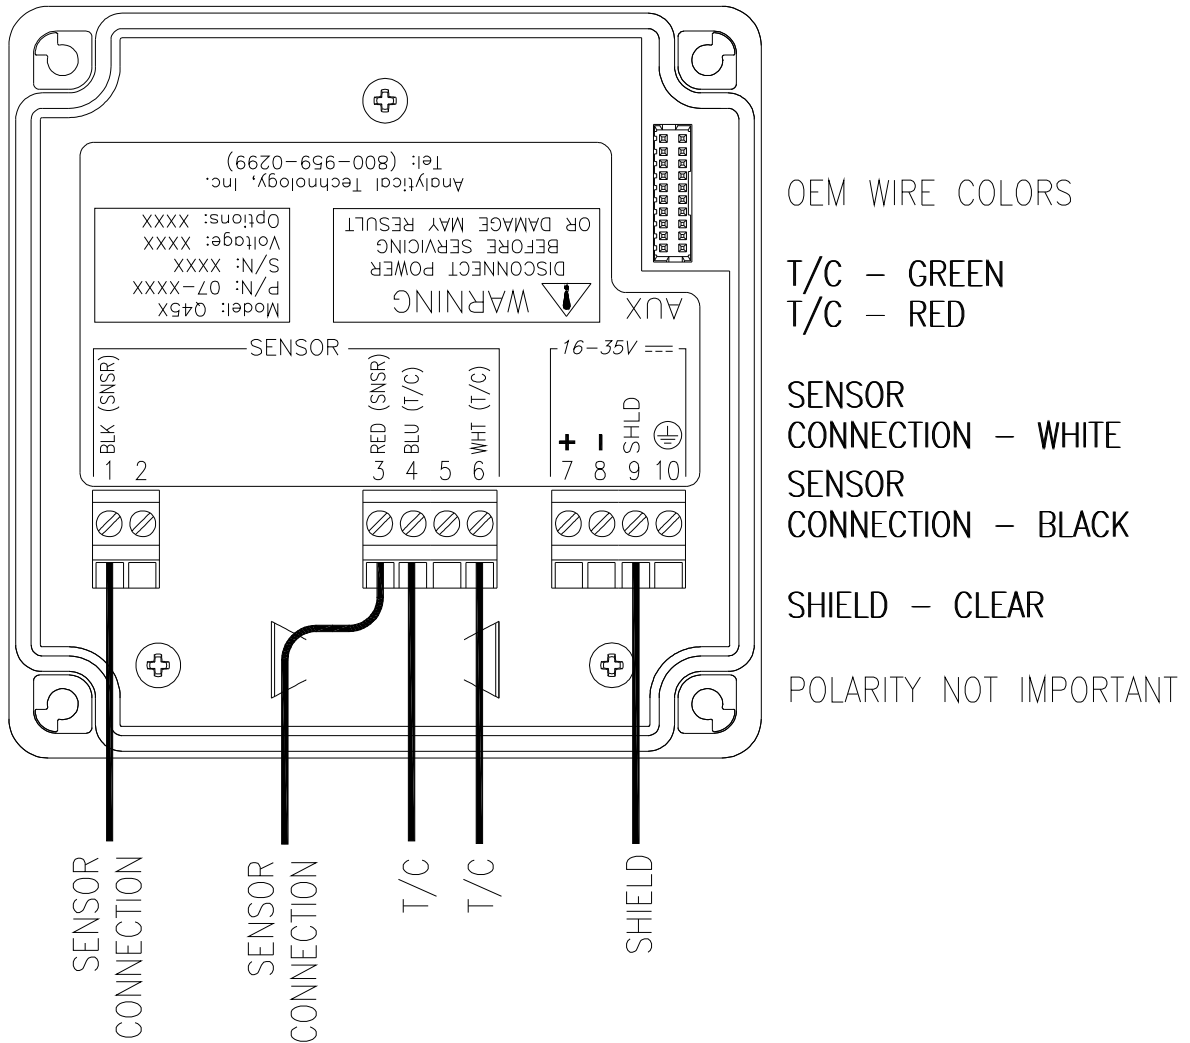 Tel: (800-959-0299)
Analytical Technology, Inc.
Options: XXXX
Voltage: XXXX
S/N: XXXX
P/N: 07-XXXX
Model: Q45X
OR DAMAGE MAY RESULT
BEFORE SERVICING
DISCONNECT POWER
WARNING
AUX
SENSOR
16-35V
BLK (SNSR)
RED (SNSR)
BLU (T/C)
WHT (T/C)
+
-
SHLD
1 2 3 4 5 6 7 8 9 10
SENSOR
CONNECTION
SENSOR
CONNECTION
T/C
T/C
SHIELD
OEM WIRE COLORS
T/C - GREEN
T/C - RED
SENSOR
CONNECTION - WHITE
SENSOR
CONNECTION - BLACK
SHIELD - CLEAR
POLARITY NOT IMPORTANT